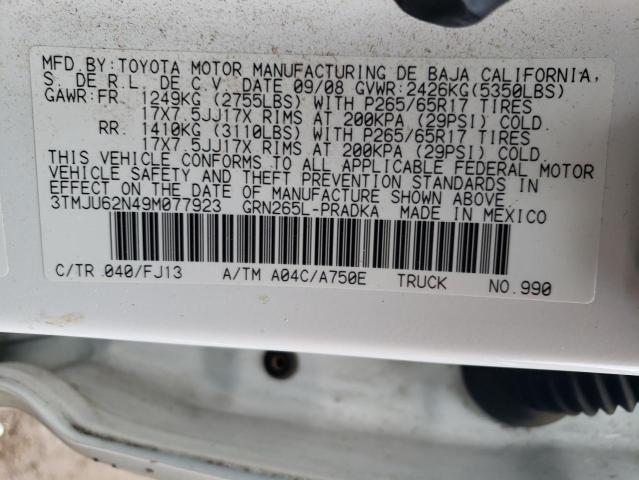 MFD. BY: TOYOTA MOTOR MANUFACTURING DE BAJA CALIFORNIA,
S. DE R.L. DE C.V. DATE 09/08 GVWR:2426KG(5350LBS)
GAWR:FR. 1249KG (2755LBS) WITH P265/65R17 TIRES
17X7.5JJ17X RIMS AT 200KPA (29PSI) COLD.
RR. 1410KG (3110LBS) WITH P265/65R17 TIRES
17X7.5JJ17X RIMS AT 200KPA (29PSI) COLD.
THIS VEHICLE CONFORMS TO ALL APPLICABLE FEDERAL MOTOR
VEHICLE SAFETY AND THEFT PREVENTION STANDARDS IN
EFFECT ON THE DATE OF MANUFACTURE SHOWN ABOVE.
3TMJU62N49M077923 GRN265L-PRADKA MADE IN MEXICO
C/TR 040/FJ13 A/TM A04C/A750E TRUCK NO.990